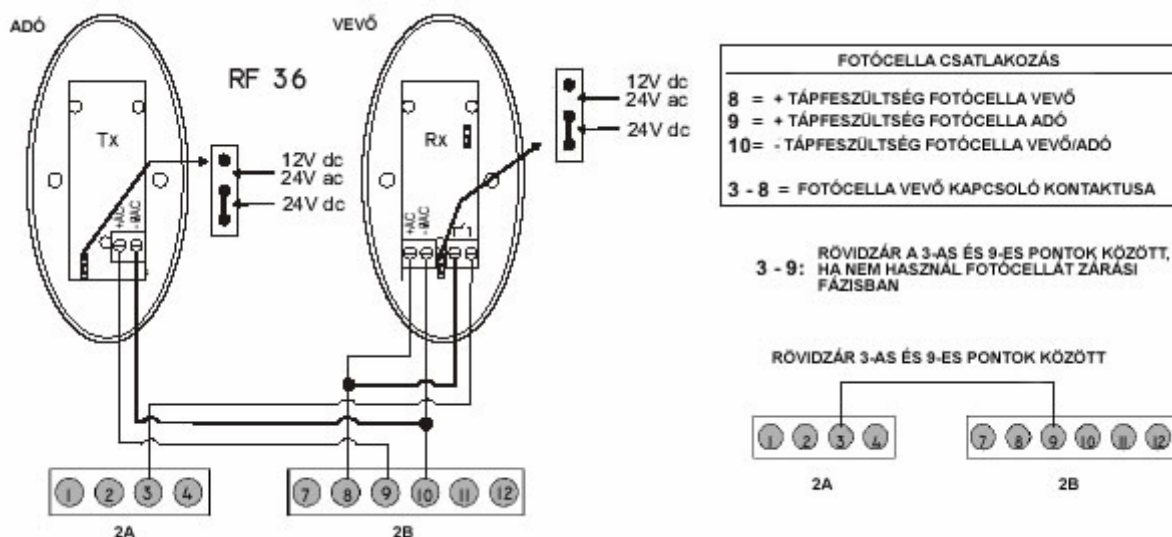 ADÓ
VEVŐ
RF 36
Tx
+AC
12V dc
24V ac
24V dc
Rx
+AC
12V dc
24V ac
24V dc
1 2 3 4
2A
7 8 9 10 11 12
2B
FOTÓCELLA CSATLAKOZÁS
8 = + TÁPFESZÜLTSÉG FOTÓCELLA VEVŐ
9 = + TÁPFESZÜLTSÉG FOTÓCELLA ADÓ
10= - TÁPFESZÜLTSÉG FOTÓCELLA VEVŐ/ADÓ
3 - 8 = FOTÓCELLA VEVŐ KAPCSOLÓ KONTAKTUSA
3 - 9: RÖVIDZÁR A 3-AS ÉS 9-ES PONTOK KÖZÖTT,
HA NEM HASZNÁL FOTÓCELLÁT ZÁRÁSI
FÁZISBAN
RÖVIDZÁR 3-AS ÉS 9-ES PONTOK KÖZÖTT
1 2 3 4
2A
7 8 9 10 11 12
2B